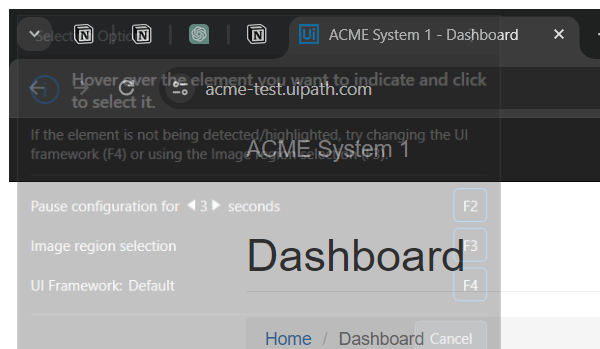 Selection Options
ACME System 1 - Dashboard
Hover over the element you want to indicate and click
to select it.
acme-test.uipath.com
If the element is not being detected/highlighted, try changing the UI
framework (F4) or using the Image region selection (F3).
ACME System 1
Pause configuration for 3 seconds F2
Dashboard
Image region selection F3
UI Framework: Default F4
Home / Dashboard Cancel